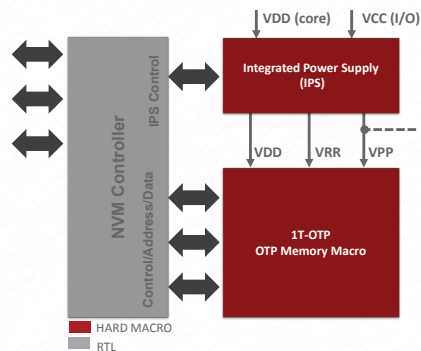 VDD (core)
VCC (I/O)
Integrated Power Supply
(IPS)
IPS Control
NVM Controller
Control/Address/Data
VDD
VRR
VPP
1T-OTP
OTP Memory Macro
HARD MACRO
RTL